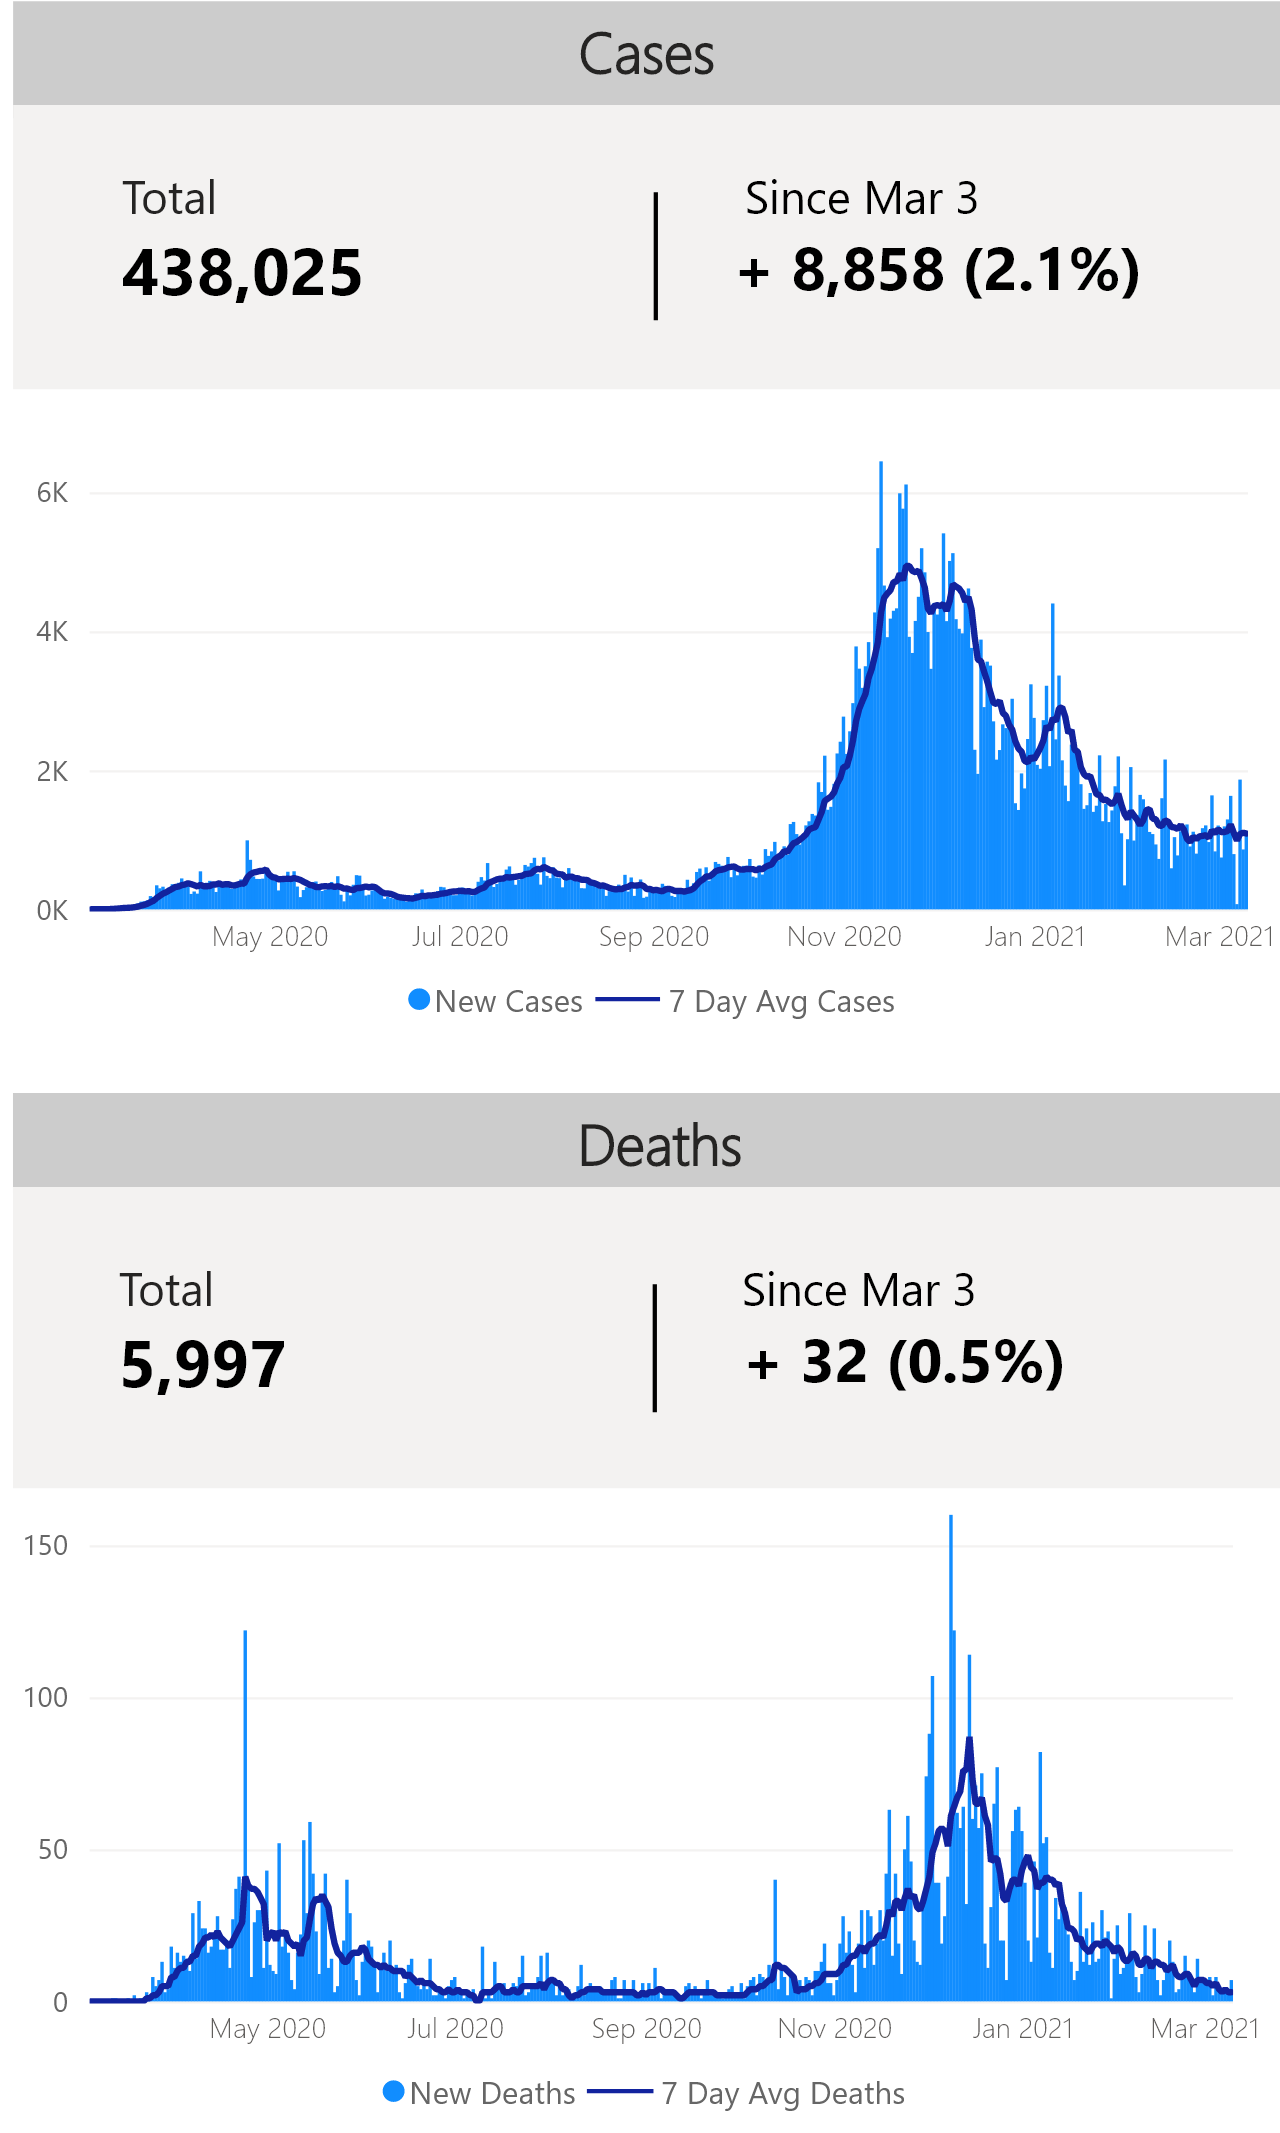 Cases
Total
Since Mar 3
438,025
+ 8,858 (2.1%)
6K
4K
2K
0K
May 2020
Jul 2020
Sep 2020
Nov 2020
Jan 2021
Mar 2021
New Cases
7 Day Avg Cases
Deaths
Total
Since Mar 3
5,997
+ 32 (0.5%)
150
100
50
0
May 2020
Jul 2020
Sep 2020
Nov 2020
Jan 2021
Mar 2021
New Deaths
7 Day Avg Deaths